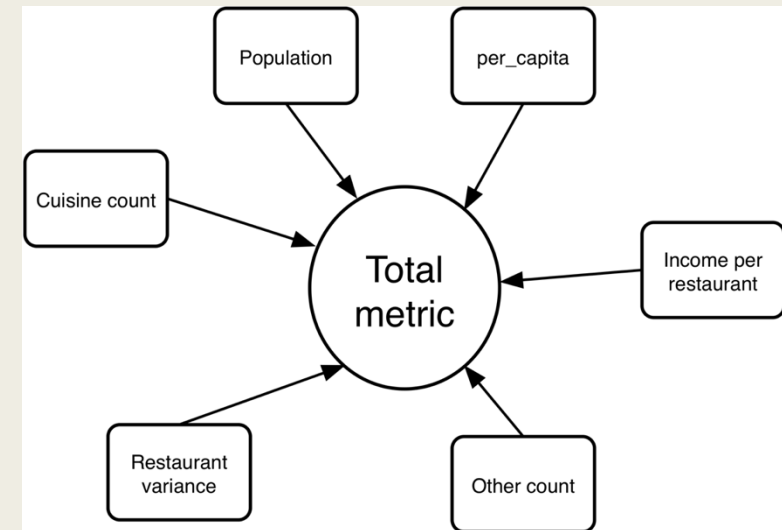 Population
per_capita
Cuisine count
Total
metric
Income per
restaurant
Restaurant
variance
Other count